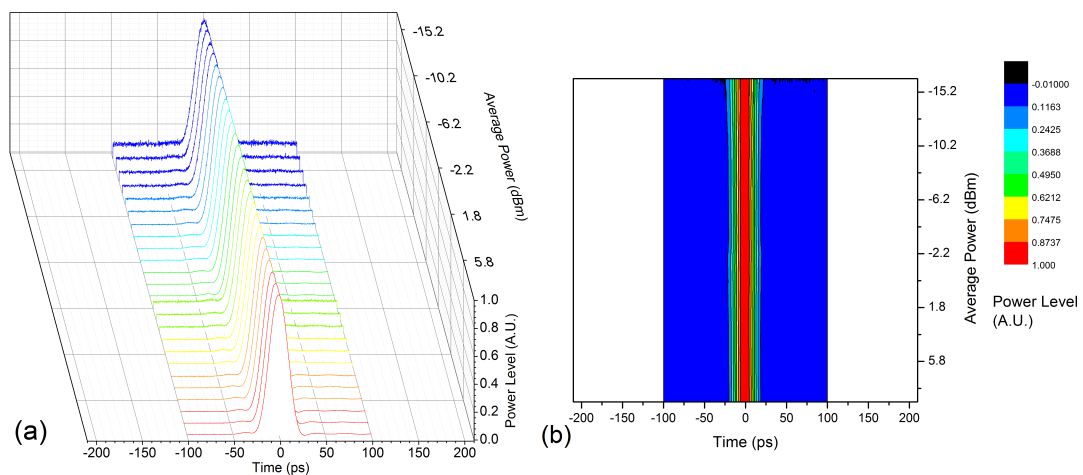 -15.2
-10.2
-6.2
-2.2
1.8
5.8
Average Power (dBm)
1.0
0.8
0.6
0.4
0.2
0.0
Power Level (A.U.)
-200 -150 -100 -50 0 50 100 150 200
Time (ps)
(a)
-15.2
-10.2
-6.2
-2.2
1.8
5.8
Average Power (dBm)
-200 -150 -100 -50 0 50 100 150 200
Time (ps)
(b)
-0.01000
0.1163
0.2425
0.3688
0.4950
0.6212
0.7475
0.8737
1.000
Power Level
(A.U.)